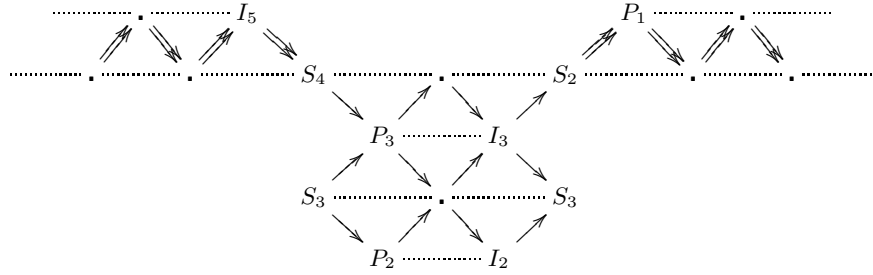 I₅ P₁
S₄ S₂
P₃ I₃
S₃ S₃
P₂ I₂